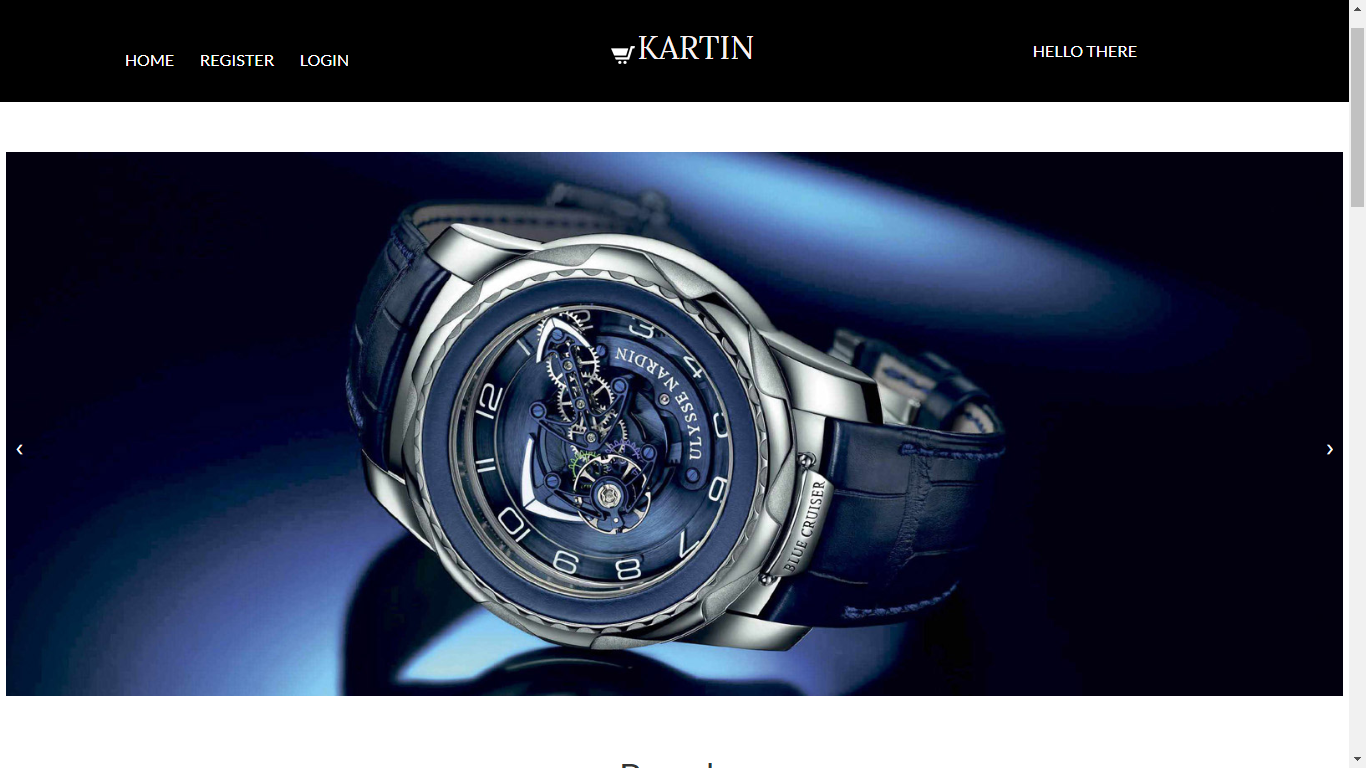 HOME REGISTER LOGIN
KARTIN
HELLO THERE
ULYSSE NARDIN
12
1
3
4
5
6
7
8
9
10
11
BLUE CRUISER